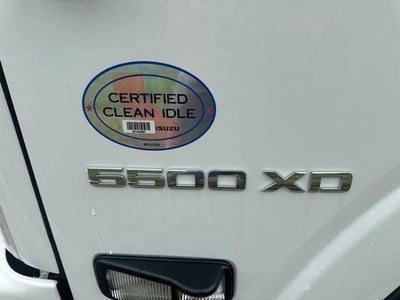 CERTIFIED
CLEAN IDLE
ISUZU
5500 XD